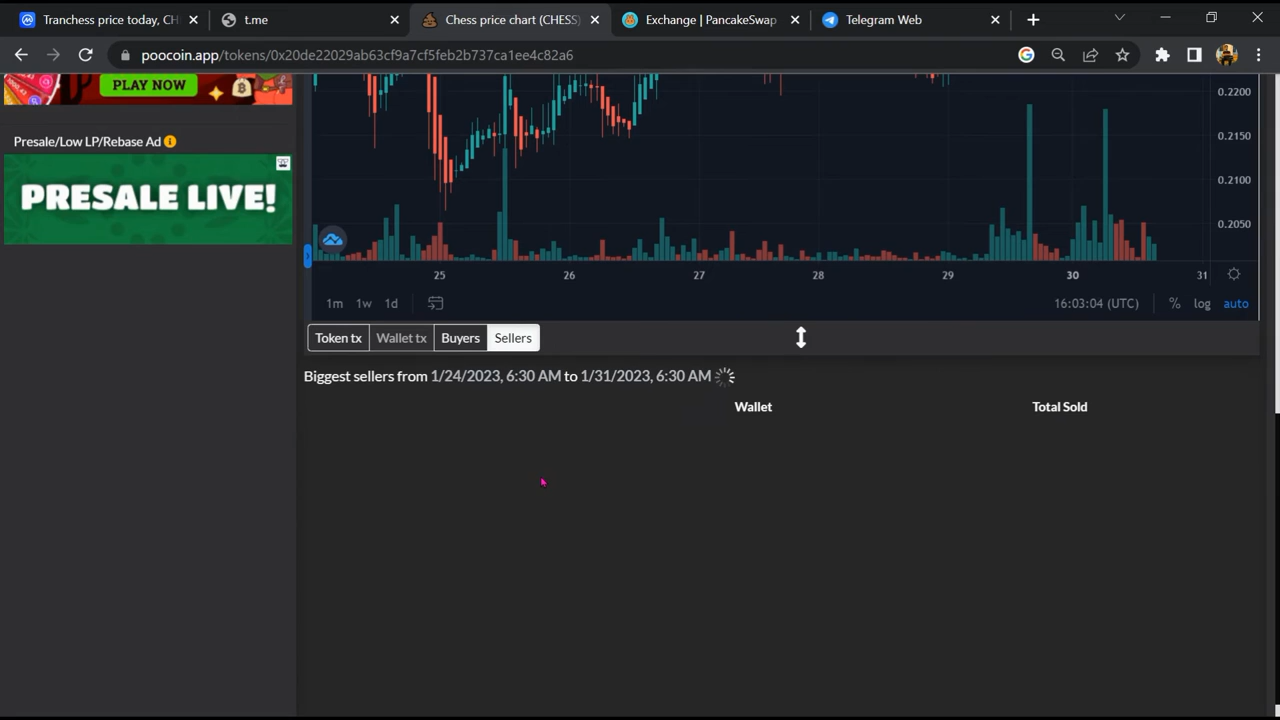 Tranchess price today, CH
t.me
Chess price chart (CHESS)
Exchange | PancakeSwap
Telegram Web
poocoin.app/tokens/0x20de22029ab63cf9a7cf5feb2b737ca1ee4c82a6
PLAY NOW
Presale/Low LP/Rebase Ad
PRESALE LIVE!
0.2200
0.2150
0.2100
0.2050
25 26 27 28 29 30 31
1m 1w 1d
16:03:04 (UTC) % log auto
Token tx Wallet tx Buyers Sellers
Biggest sellers from 1/24/2023, 6:30 AM to 1/31/2023, 6:30 AM
Wallet Total Sold